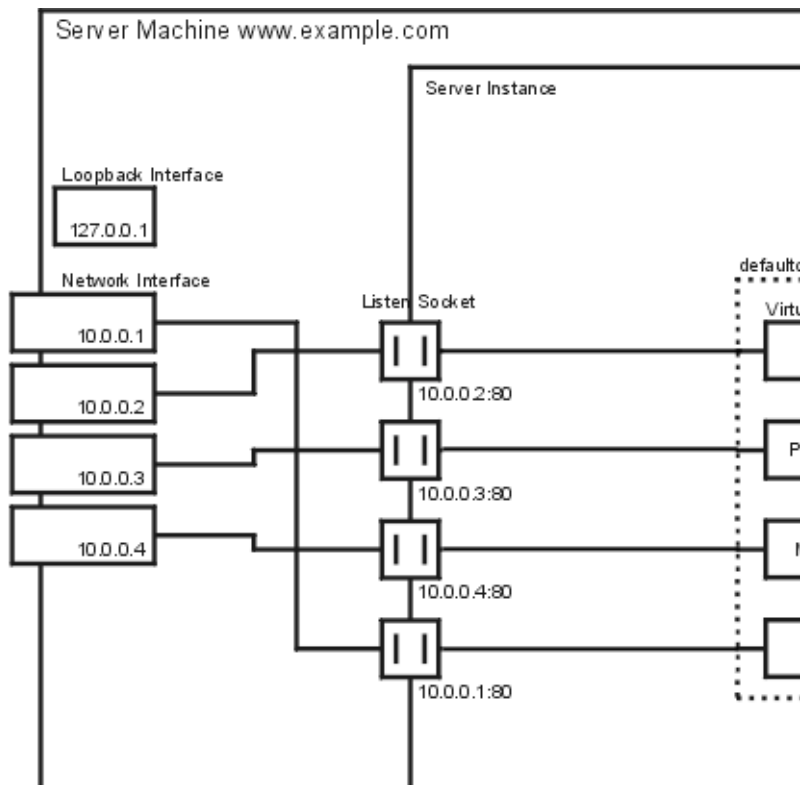 Server Machine www.example.com
Server Instance
Loopback Interface
127.0.0.1
Network Interface
10.0.0.1
10.0.0.2
10.0.0.3
10.0.0.4
Listen Socket
10.0.0.2:80
10.0.0.3:80
10.0.0.4:80
10.0.0.1:80